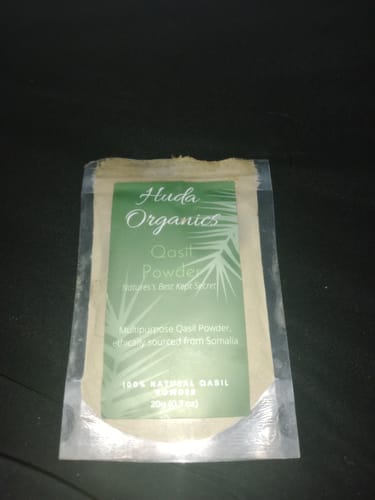 Huda
Organics
Qasil
Powder
Natures's Best Kept Secret
Multipurpose Qasil Powder,
ethically sourced from Somalia
100% NATURAL QASIL
POWDER
20g (0.7 oz)